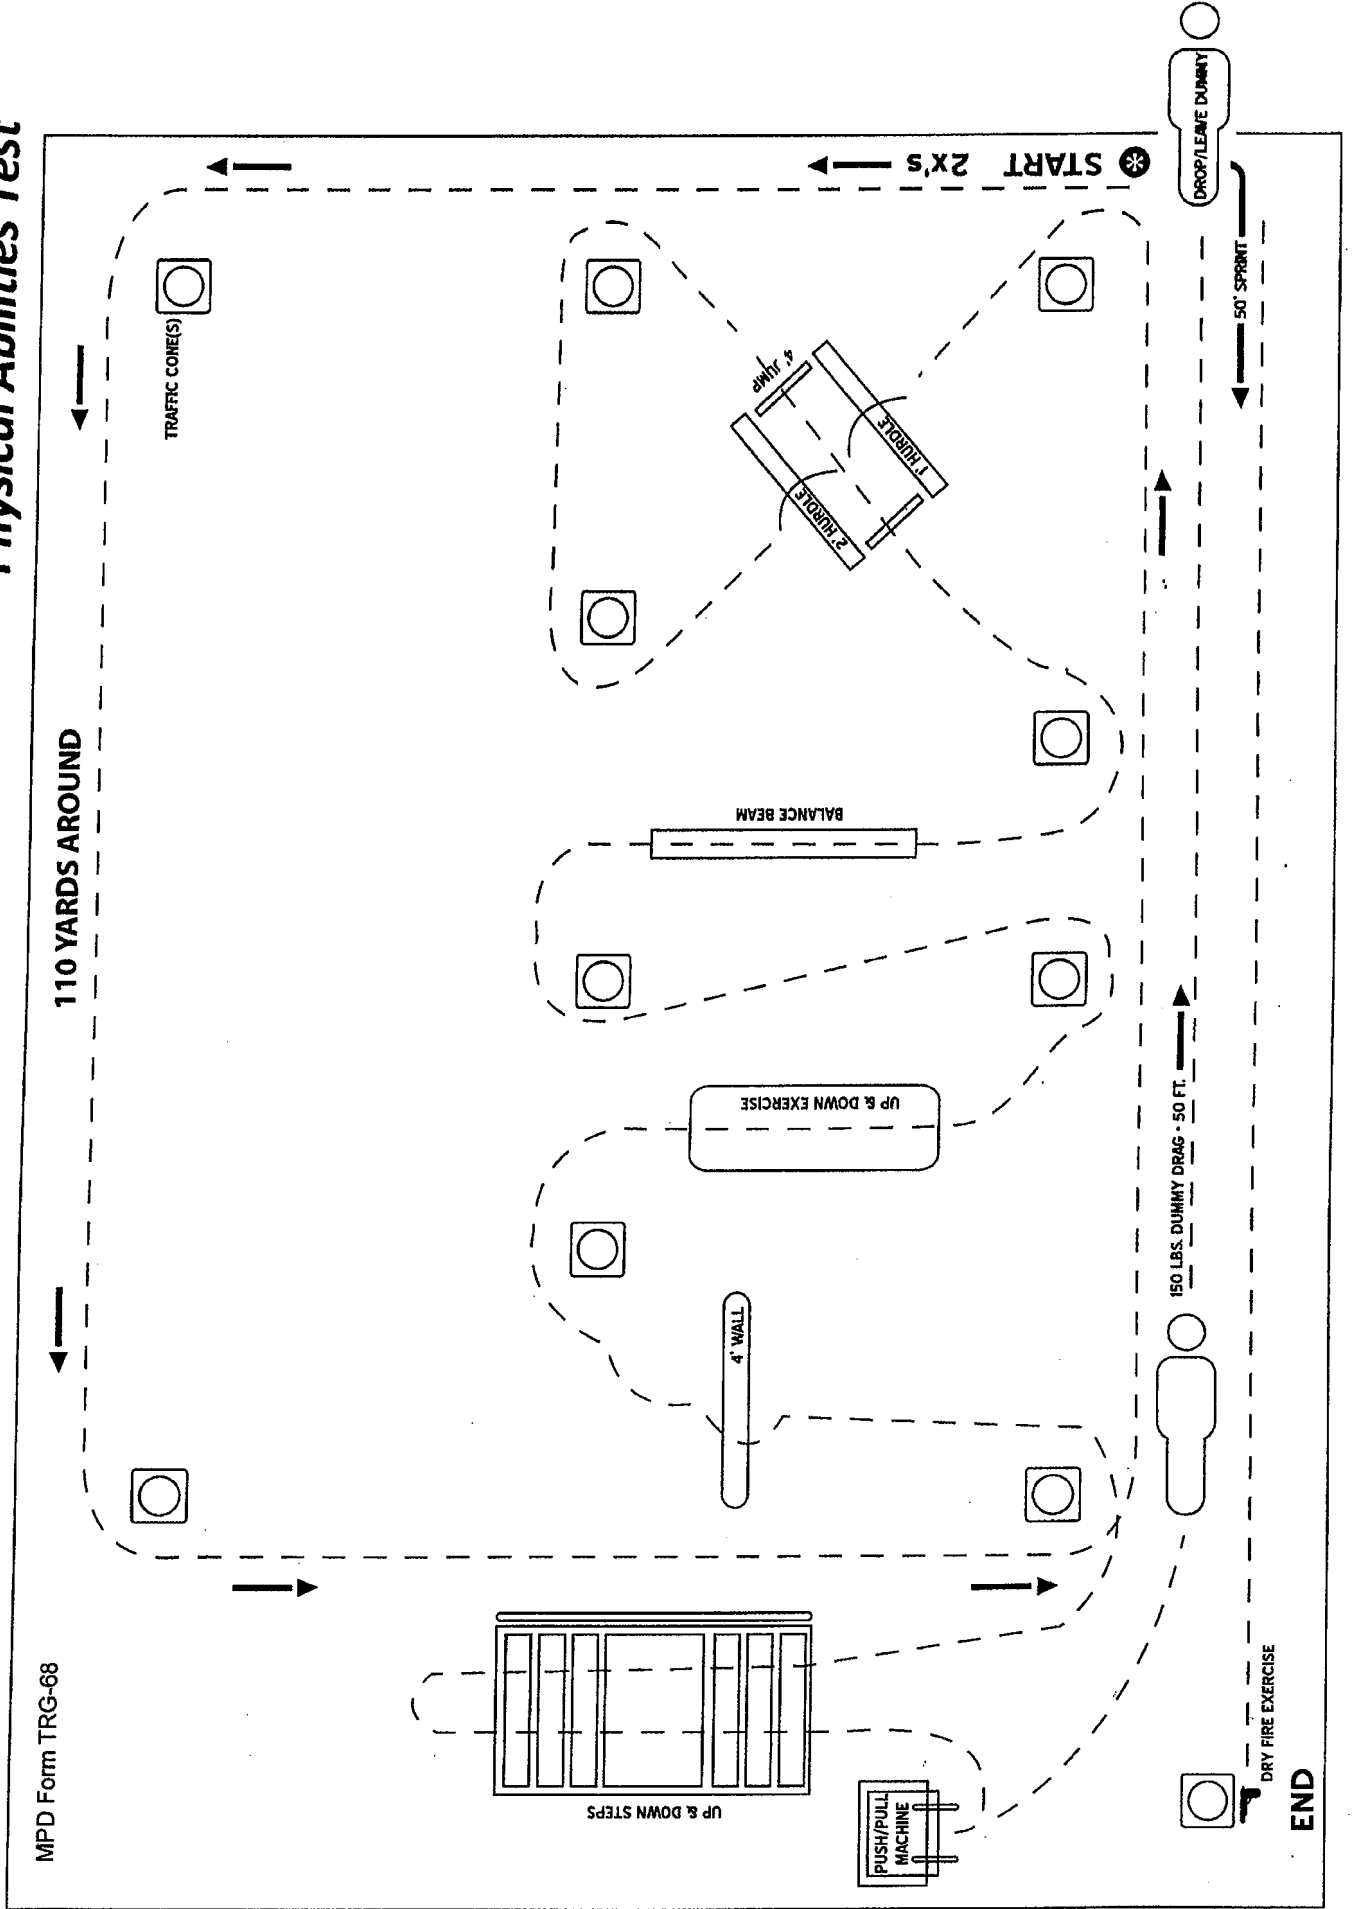 Physical Abilities Test
MPD Form TRG-68
110 YARDS AROUND
TRAFFIC CONE(S)
START 2x's
4' JUMP
1' HURDLE
2' HURDLE
BALANCE BEAM
UP & DOWN EXERCISE
4' WALL
UP & DOWN STEPS
PUSH/PULL
MACHINE
150 LBS. DUMMY DRAG - 50 FT.
DROP/LEAVE DUMMY
50' SPRINT
DRY FIRE EXERCISE
END